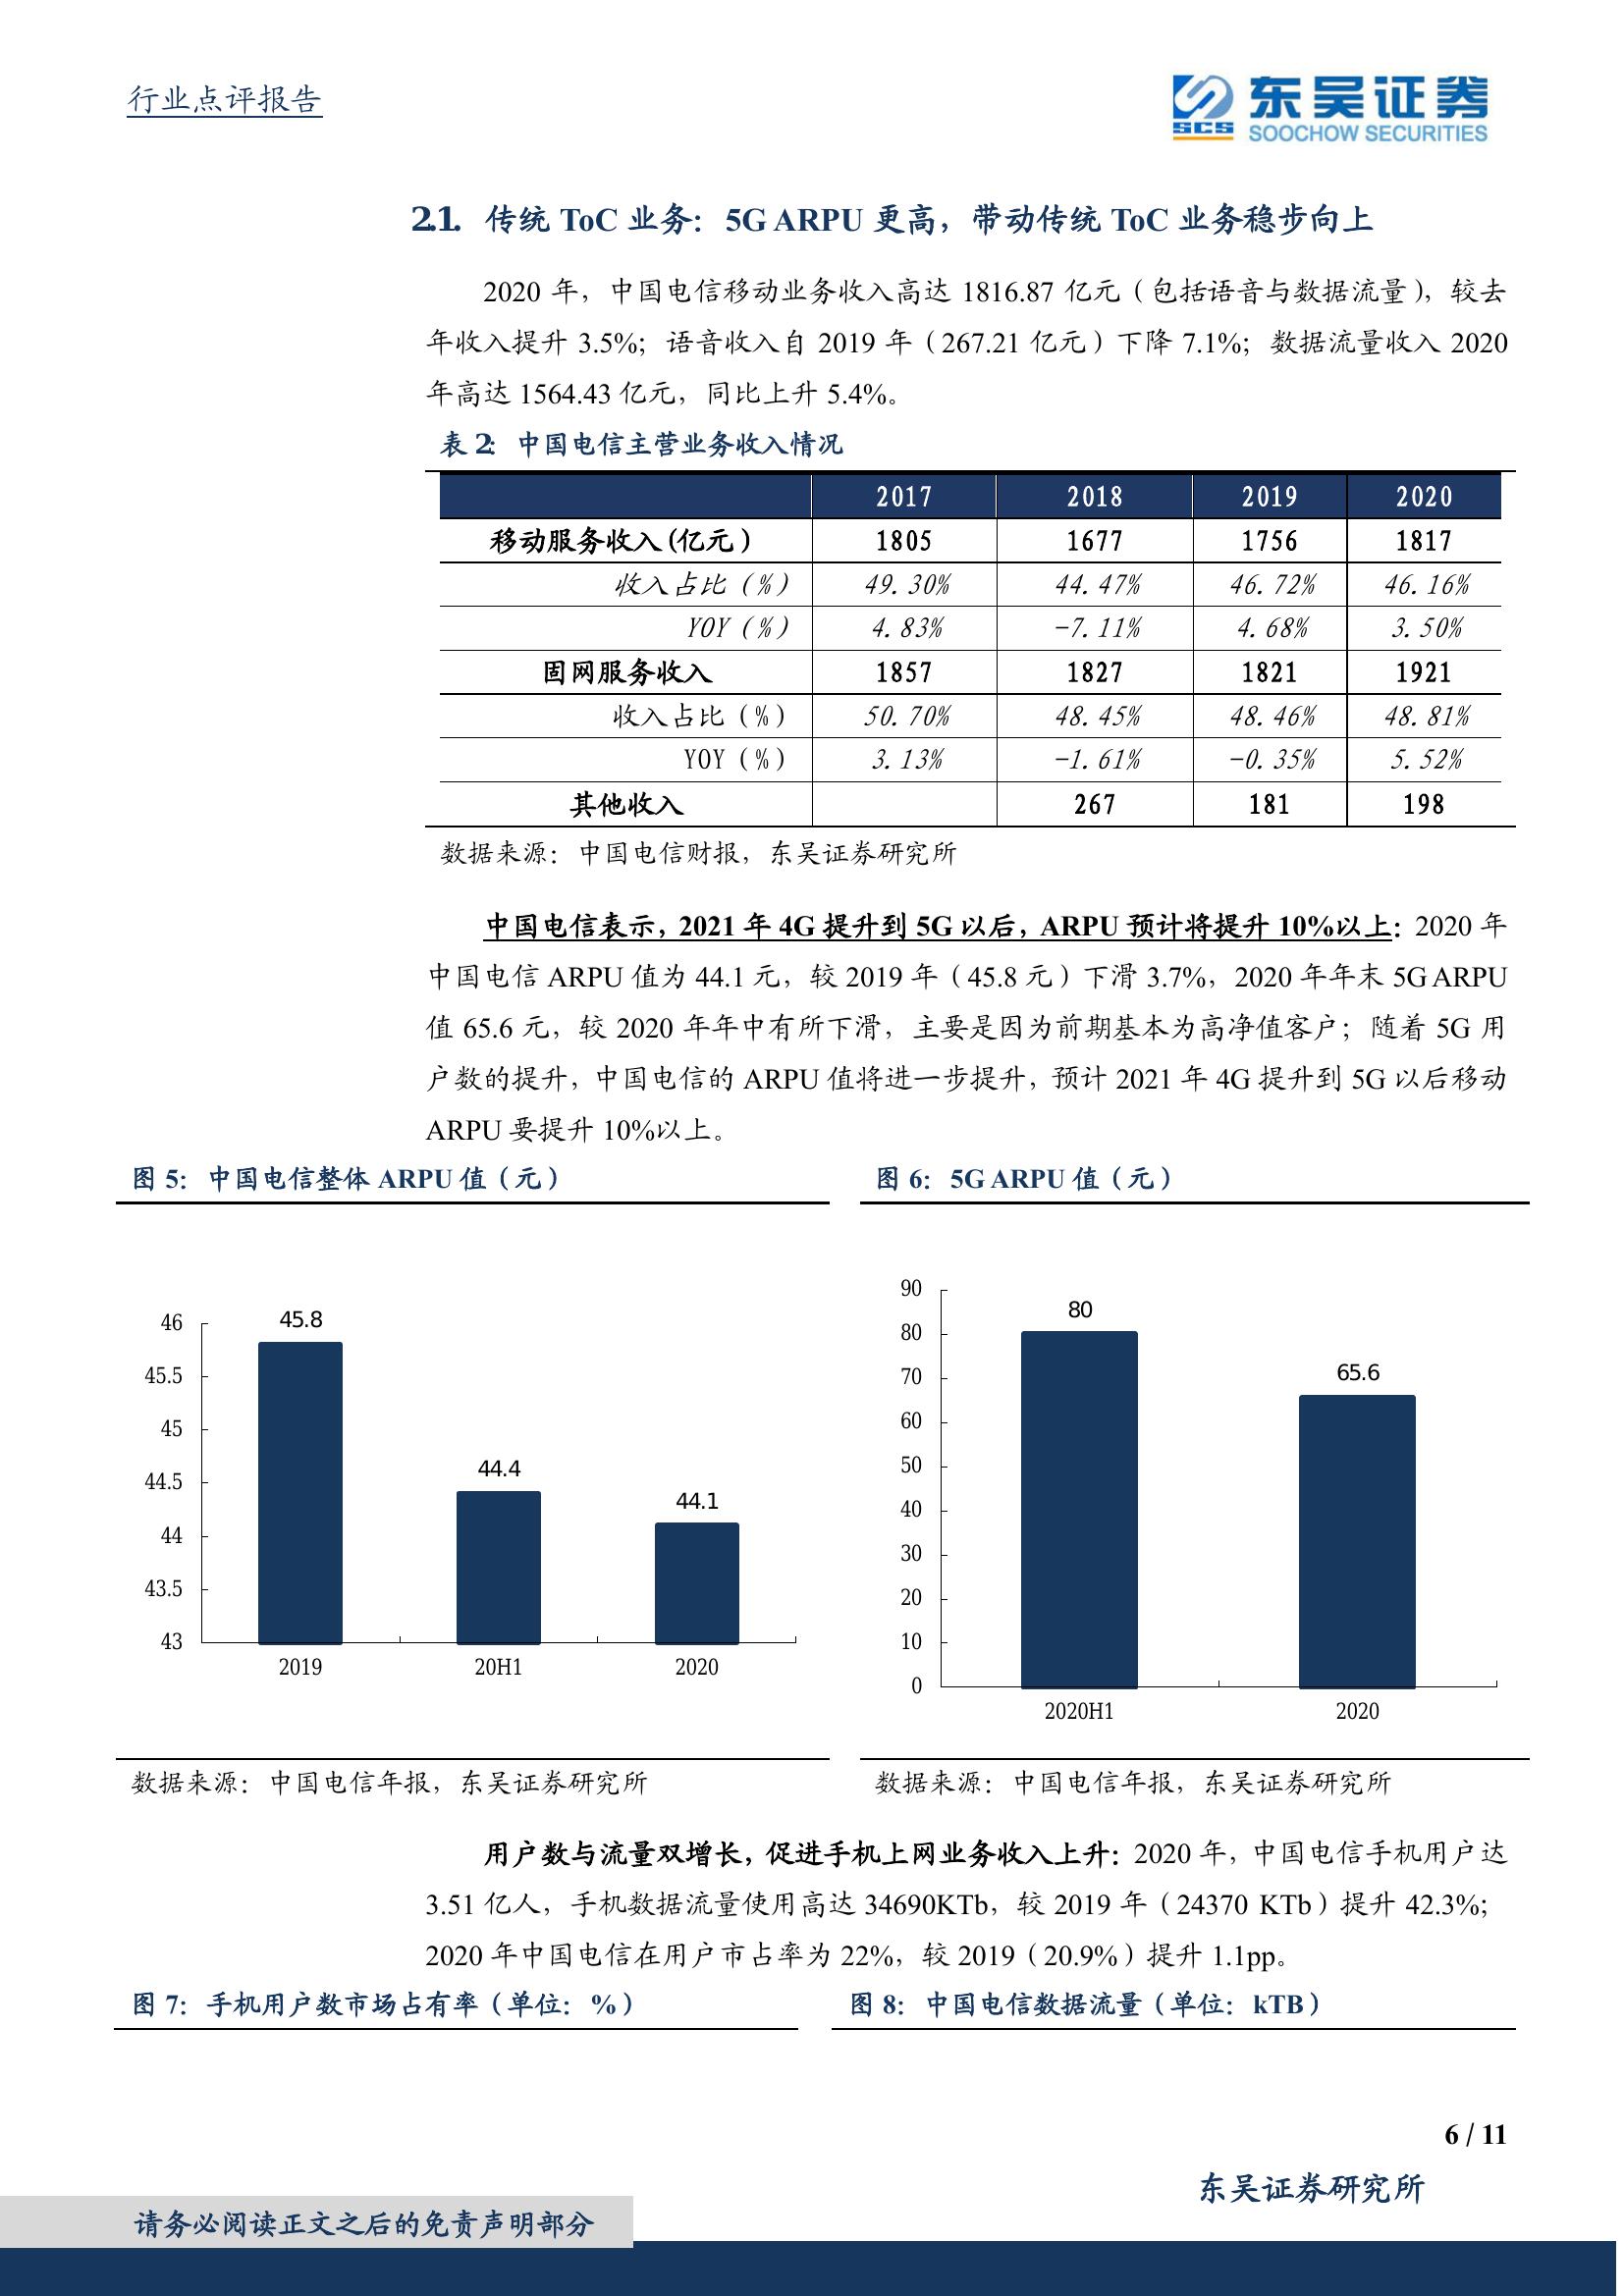 行业点评报告
SCS 东吴证券
SOOCHOW SECURITIES
2.1. 传统 ToC 业务：5G ARPU 更高，带动传统 ToC 业务稳步向上
2020 年，中国电信移动业务收入高达 1816.87 亿元（包括语音与数据流量），较去
年收入提升 3.5%；语音收入自 2019 年（267.21 亿元）下降 7.1%；数据流量收入 2020
年高达 1564.43 亿元，同比上升 5.4%。
表 2：中国电信主营业务收入情况
2017 2018 2019 2020
移动服务收入(亿元） 1805 1677 1756 1817
收入占比（%） 49.30% 44.47% 46.72% 46.16%
YOY（%） 4.83% -7.11% 4.68% 3.50%
固网服务收入 1857 1827 1821 1921
收入占比（%） 50.70% 48.45% 48.46% 48.81%
YOY（%） 3.13% -1.61% -0.35% 5.52%
其他收入 267 181 198
数据来源：中国电信财报，东吴证券研究所
中国电信表示，2021 年 4G 提升到 5G 以后，ARPU 预计将提升 10%以上：2020 年
中国电信 ARPU 值为 44.1 元，较 2019 年（45.8 元）下滑 3.7%，2020 年年末 5G ARPU
值 65.6 元，较 2020 年年中有所下滑，主要是因为前期基本为高净值客户；随着 5G 用
户数的提升，中国电信的 ARPU 值将进一步提升，预计 2021 年 4G 提升到 5G 以后移动
ARPU 要提升 10%以上。
图 5：中国电信整体 ARPU 值（元）
46
45.5
45
44.5
44
43.5
43
45.8
44.4
44.1
2019 20H1 2020
数据来源：中国电信年报，东吴证券研究所
图 6：5G ARPU 值（元）
90
80
70
60
50
40
30
20
10
0
80
65.6
2020H1 2020
数据来源：中国电信年报，东吴证券研究所
用户数与流量双增长，促进手机上网业务收入上升：2020 年，中国电信手机用户达
3.51 亿人，手机数据流量使用高达 34690KTb，较 2019 年（24370 KTb）提升 42.3%；
2020 年中国电信在用户市占率为 22%，较 2019（20.9%）提升 1.1pp。
图 7：手机用户数市场占有率（单位：%）
图 8：中国电信数据流量（单位：kTB）
6 / 11
东吴证券研究所
请务必阅读正文之后的免责声明部分